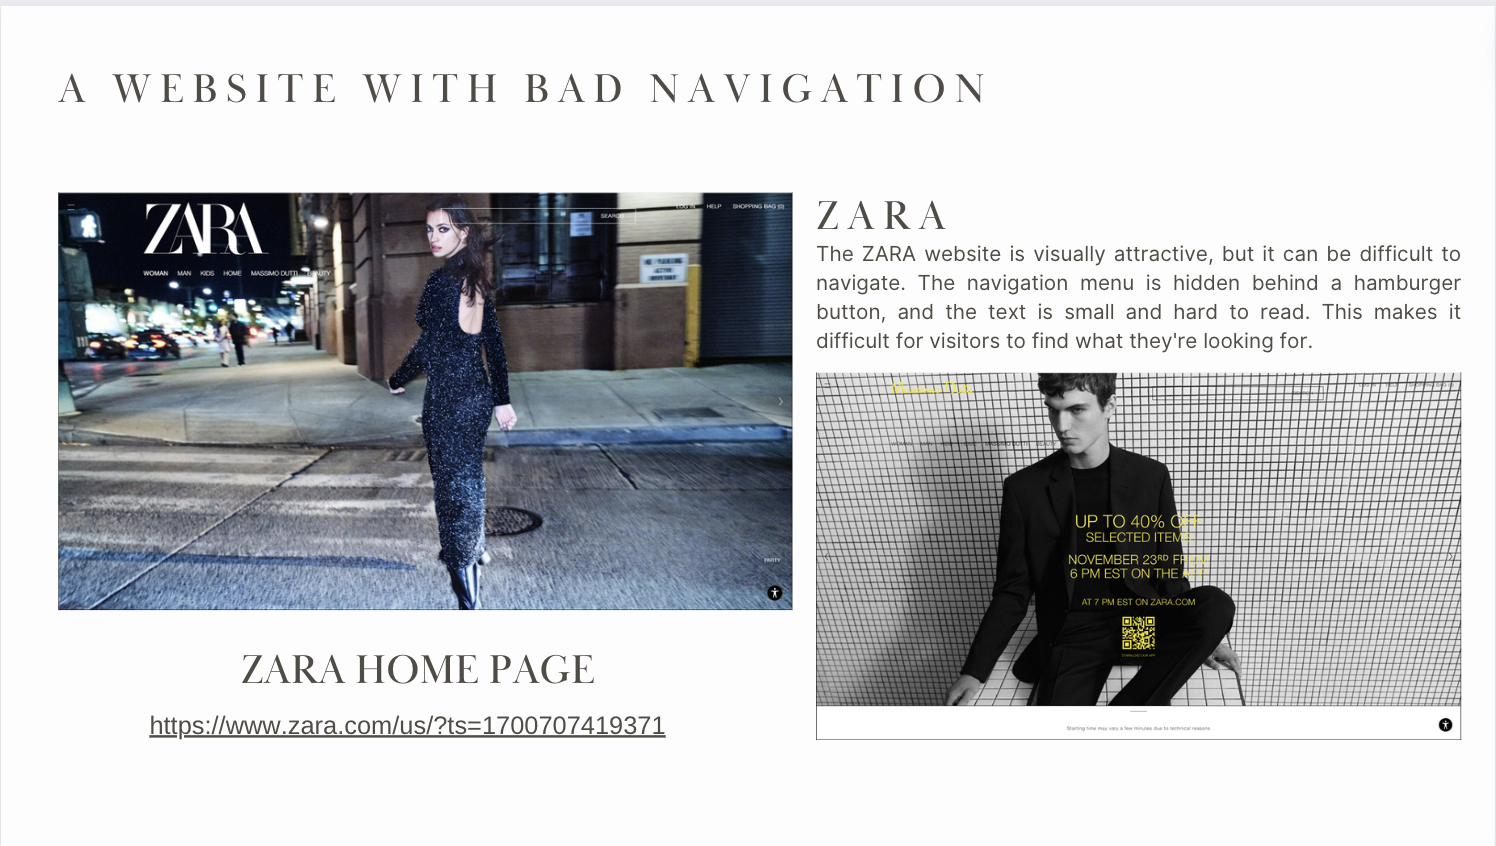 A WEBSITE WITH BAD NAVIGATION
ZARA
LOG IN HELP SHOPPING BAG (0)
SEARCH
WOMAN MAN KIDS HOME MASSIMO DUTTI BEAUTY
PARTY
ZARA HOME PAGE
https://www.zara.com/us/?ts=1700707419371
ZARA
The ZARA website is visually attractive, but it can be difficult to
navigate. The navigation menu is hidden behind a hamburger
button, and the text is small and hard to read. This makes it
difficult for visitors to find what they're looking for.
Massimo Dutti
UP TO 40% OFF
SELECTED ITEMS
NOVEMBER 23RD FROM
6 PM EST ON THE APP
AT 7 PM EST ON ZARA.COM
DOWNLOAD OUR APP
Starting time may vary a few minutes due to technical reasons